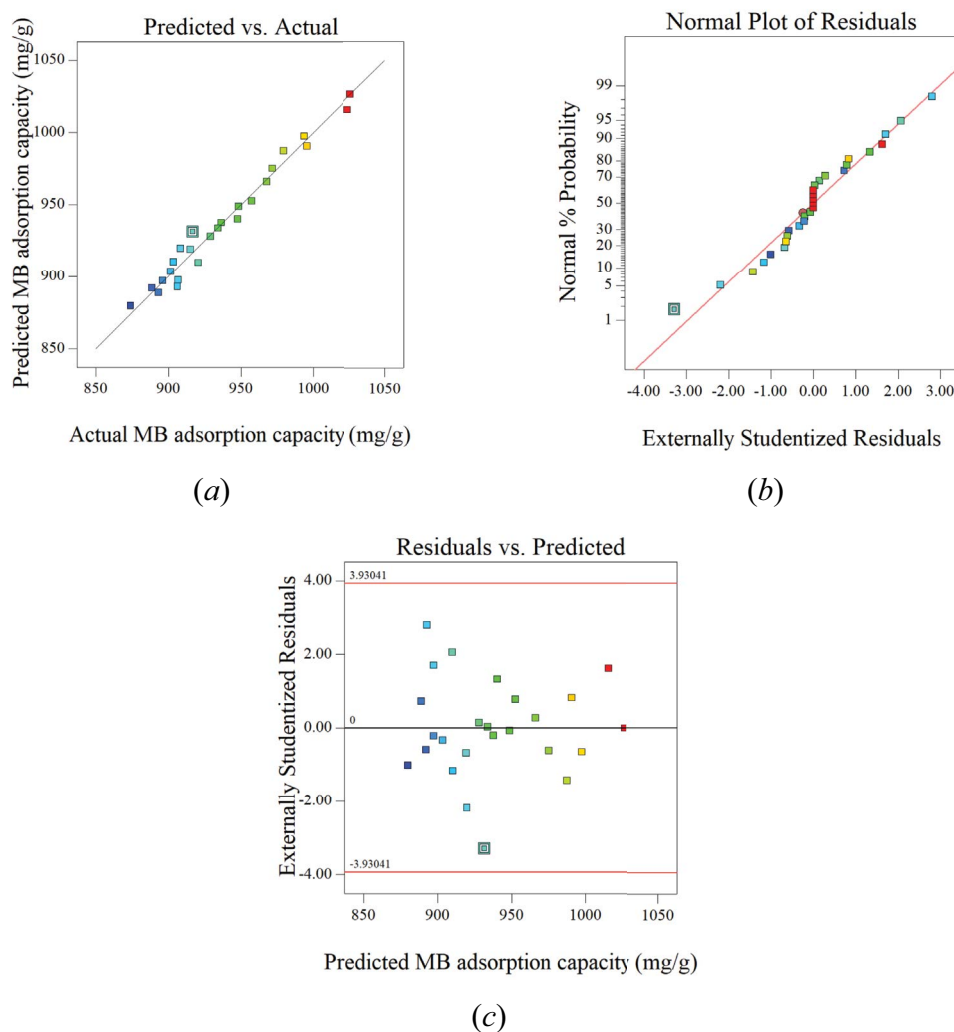 Predicted vs. Actual
Predicted MB adsorption capacity (mg/g)
1050
1000
950
900
850
850 900 950 1000 1050
Actual MB adsorption capacity (mg/g)
(a)
Normal Plot of Residuals
Normal % Probability
99
95
90
80
70
50
30
20
10
5
1
-4.00 -3.00 -2.00 -1.00 0.00 1.00 2.00 3.00
Externally Studentized Residuals
(b)
Residuals vs. Predicted
Externally Studentized Residuals
4.00
2.00
0.00
-2.00
-4.00
3.93041
0
-3.93041
850 900 950 1000 1050
Predicted MB adsorption capacity (mg/g)
(c)